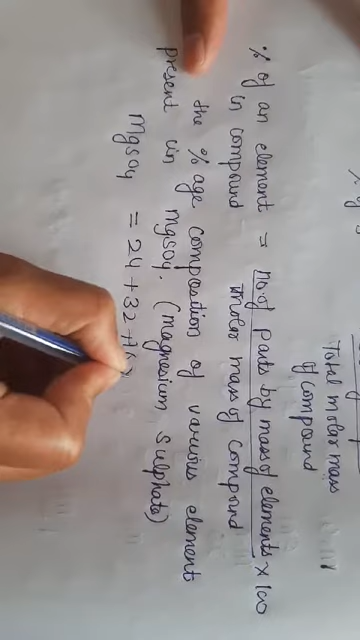 Total molar mass
of compound
% of an element = no. of parts by mass of elements × 100
in compound molar mass of compound
the % age composition of various elements
present in MgSO4. (magnesium sulphate)
MgSO4 = 24 + 32 +